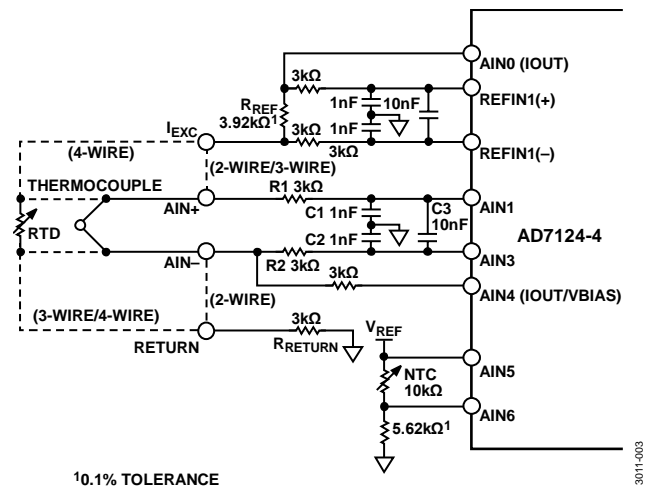 AIN0 (IOUT)
3kΩ
1nF 10nF
REFIN1(+)
RREF
3.92kΩ¹
1nF
3kΩ
IEXC
3kΩ
REFIN1(–)
(4-WIRE)
(2-WIRE/3-WIRE)
THERMOCOUPLE
R1 3kΩ
AIN+
C1 1nF
C3
10nF
AIN1
RTD
AD7124-4
C2 1nF
AIN–
R2 3kΩ
AIN3
3kΩ
(2-WIRE)
AIN4 (IOUT/VBIAS)
(3-WIRE/4-WIRE)
3kΩ
VREF
RETURN
RRETURN
NTC
10kΩ
AIN5
AIN6
5.62kΩ¹
¹0.1% TOLERANCE
3011-003